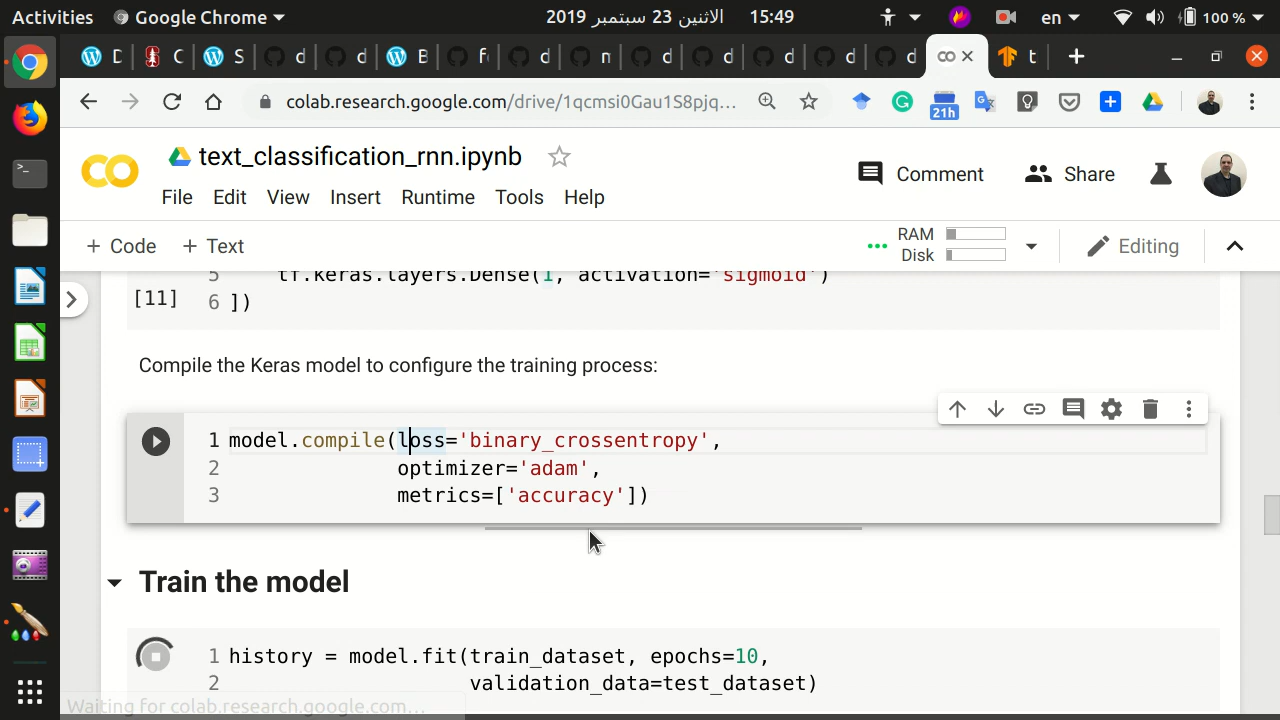 Activities Google Chrome ▾ الاثنين 23 سبتمبر 2019 15:49 en ▾ 100 % ▾
D C S d d B f d n d d d d d t
colab.research.google.com/drive/1qcmsi0Gau1S8pjq... 21h
text_classification_rnn.ipynb
Comment Share
File Edit View Insert Runtime Tools Help
+ Code + Text RAM Disk Editing
5 tf.keras.layers.Dense(1, activation='sigmoid')
[11] 6 ])
Compile the Keras model to configure the training process:
1 model.compile(loss='binary_crossentropy',
2 optimizer='adam',
3 metrics=['accuracy'])
Train the model
1 history = model.fit(train_dataset, epochs=10,
2 validation_data=test_dataset)
Waiting for colab.research.google.com...